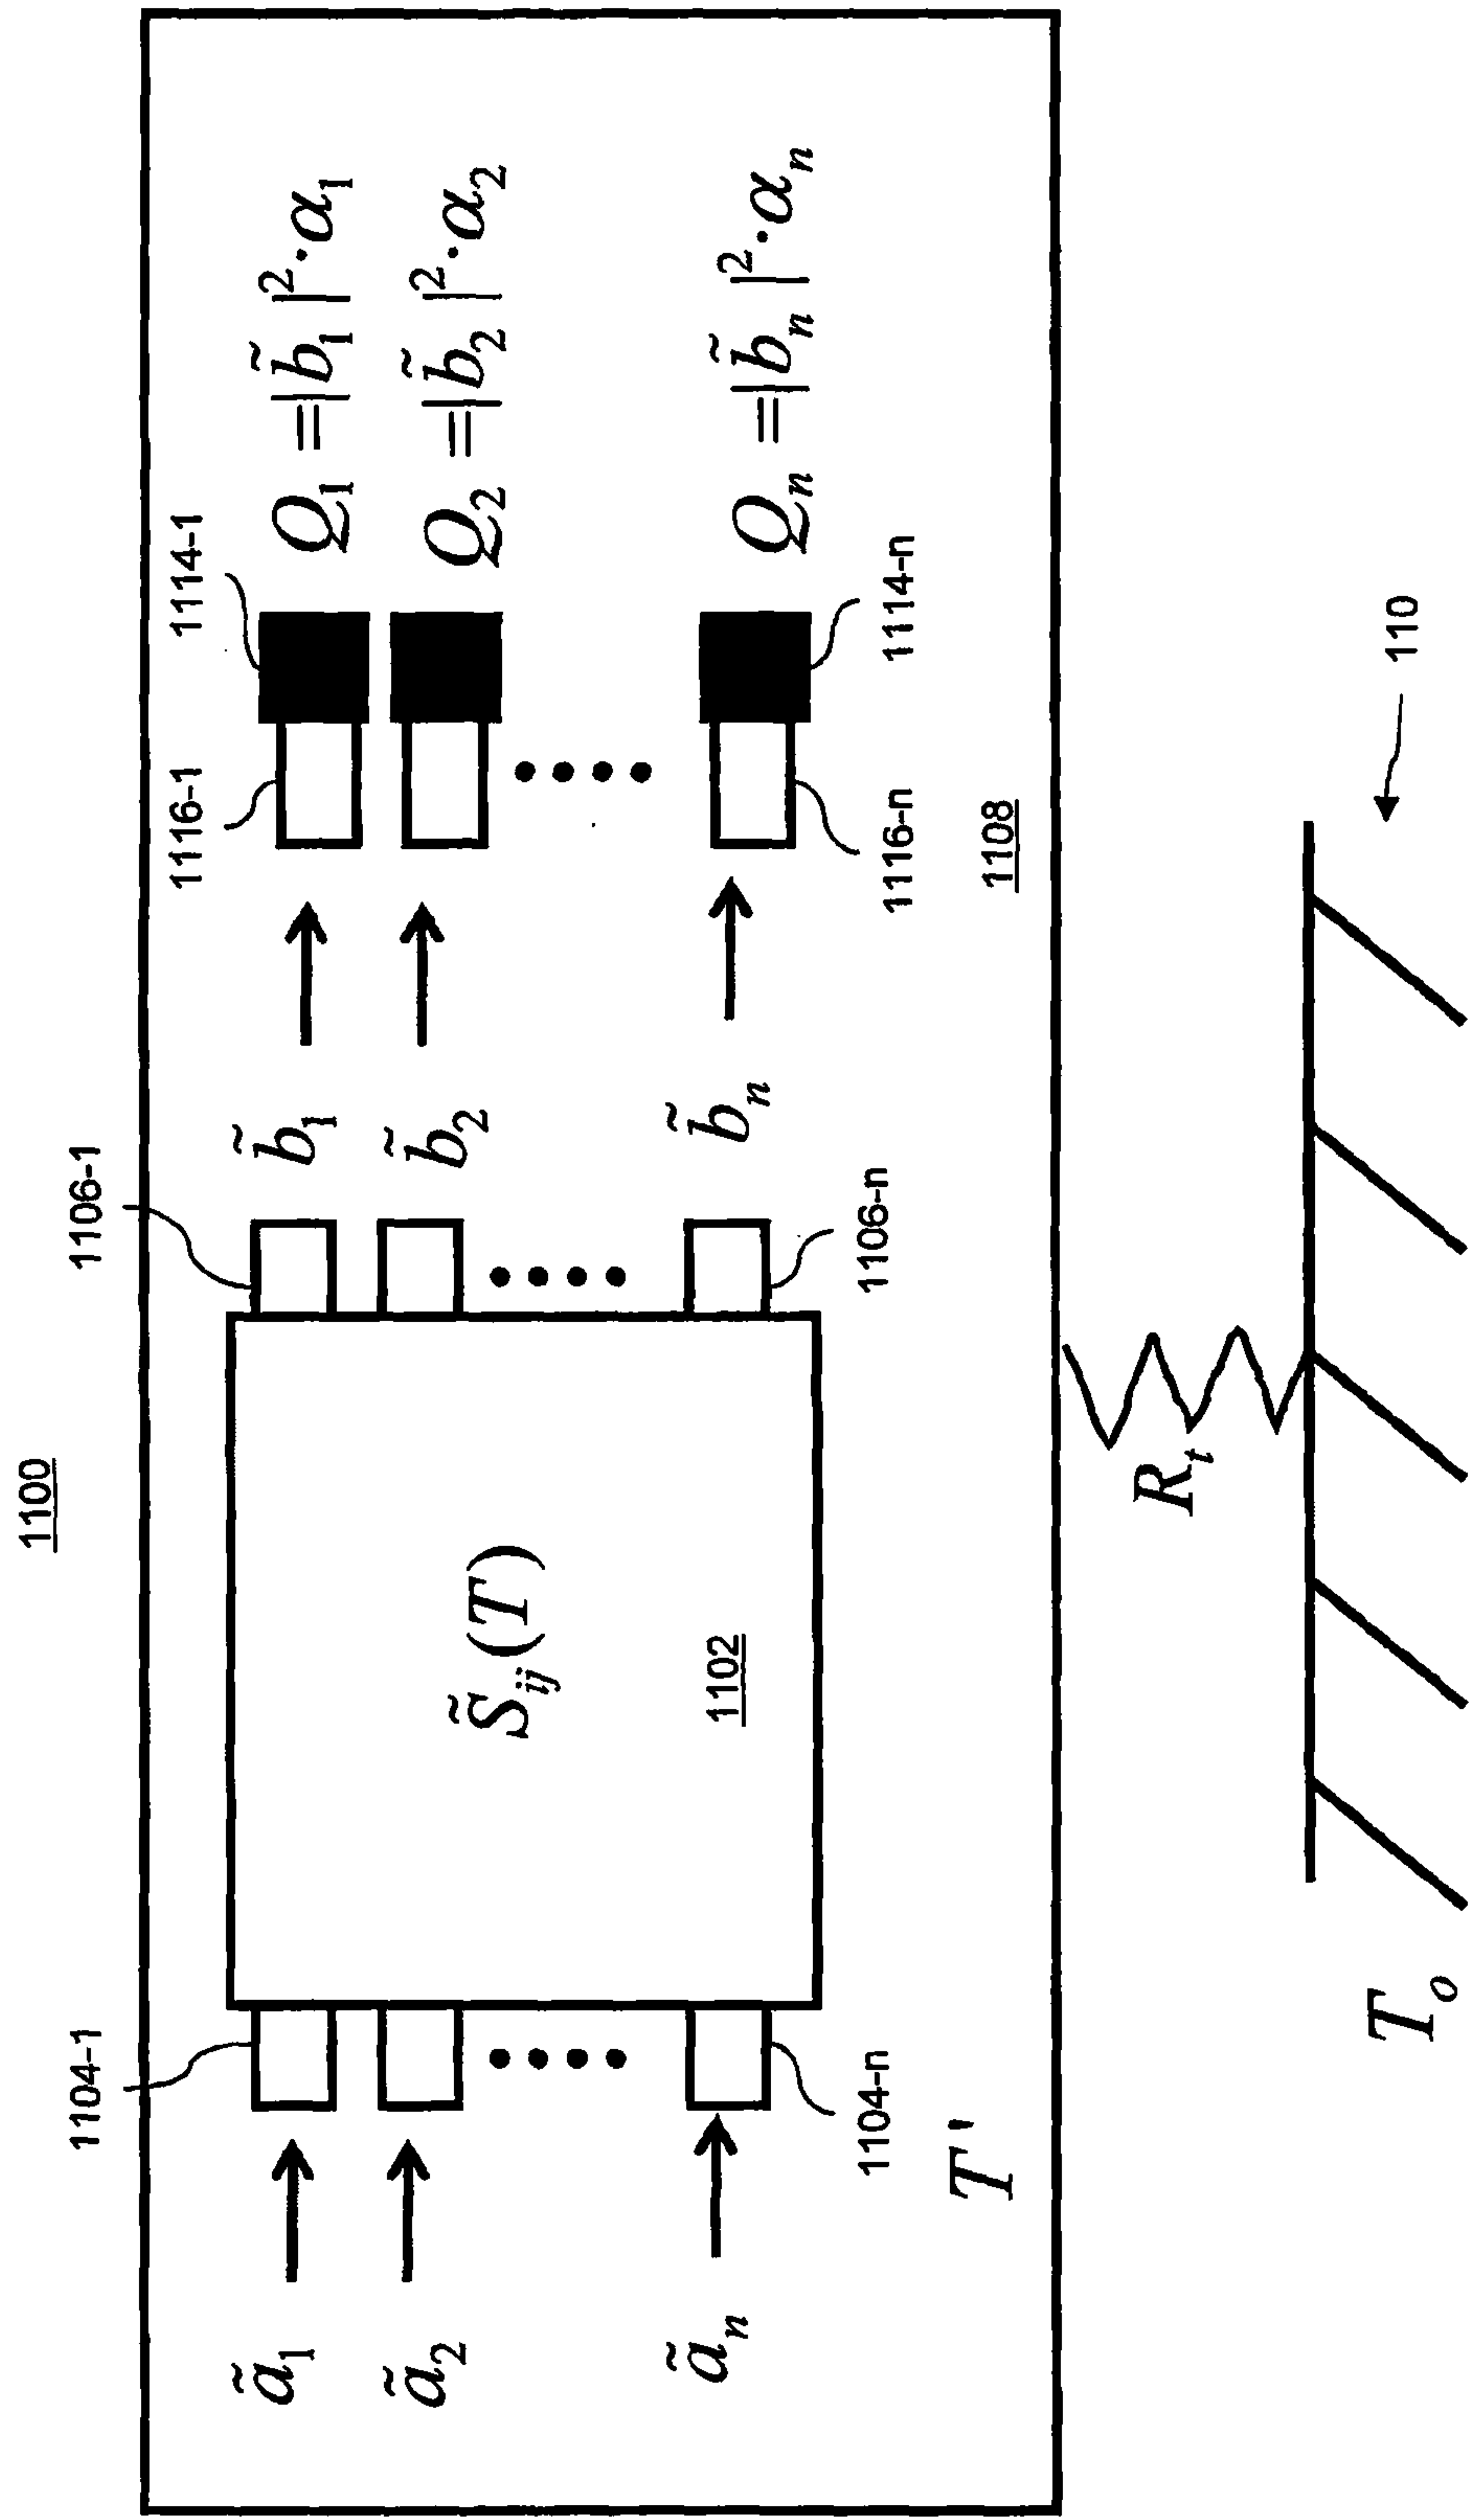 1100
1104-1
1106-1
1116-1
1114-1
ã₁
b̃₁
Q₁ = |b̃₁|² · α₁
ã₂
b̃₂
Q₂ = |b̃₂|² · α₂
S̃ᵢⱼ(T)
1102
ãₙ
b̃ₙ
Qₙ = |b̃ₙ|² · αₙ
1104-n
1106-n
1116-n
1114-n
T'
1108
Rₜ
Tₒ
110